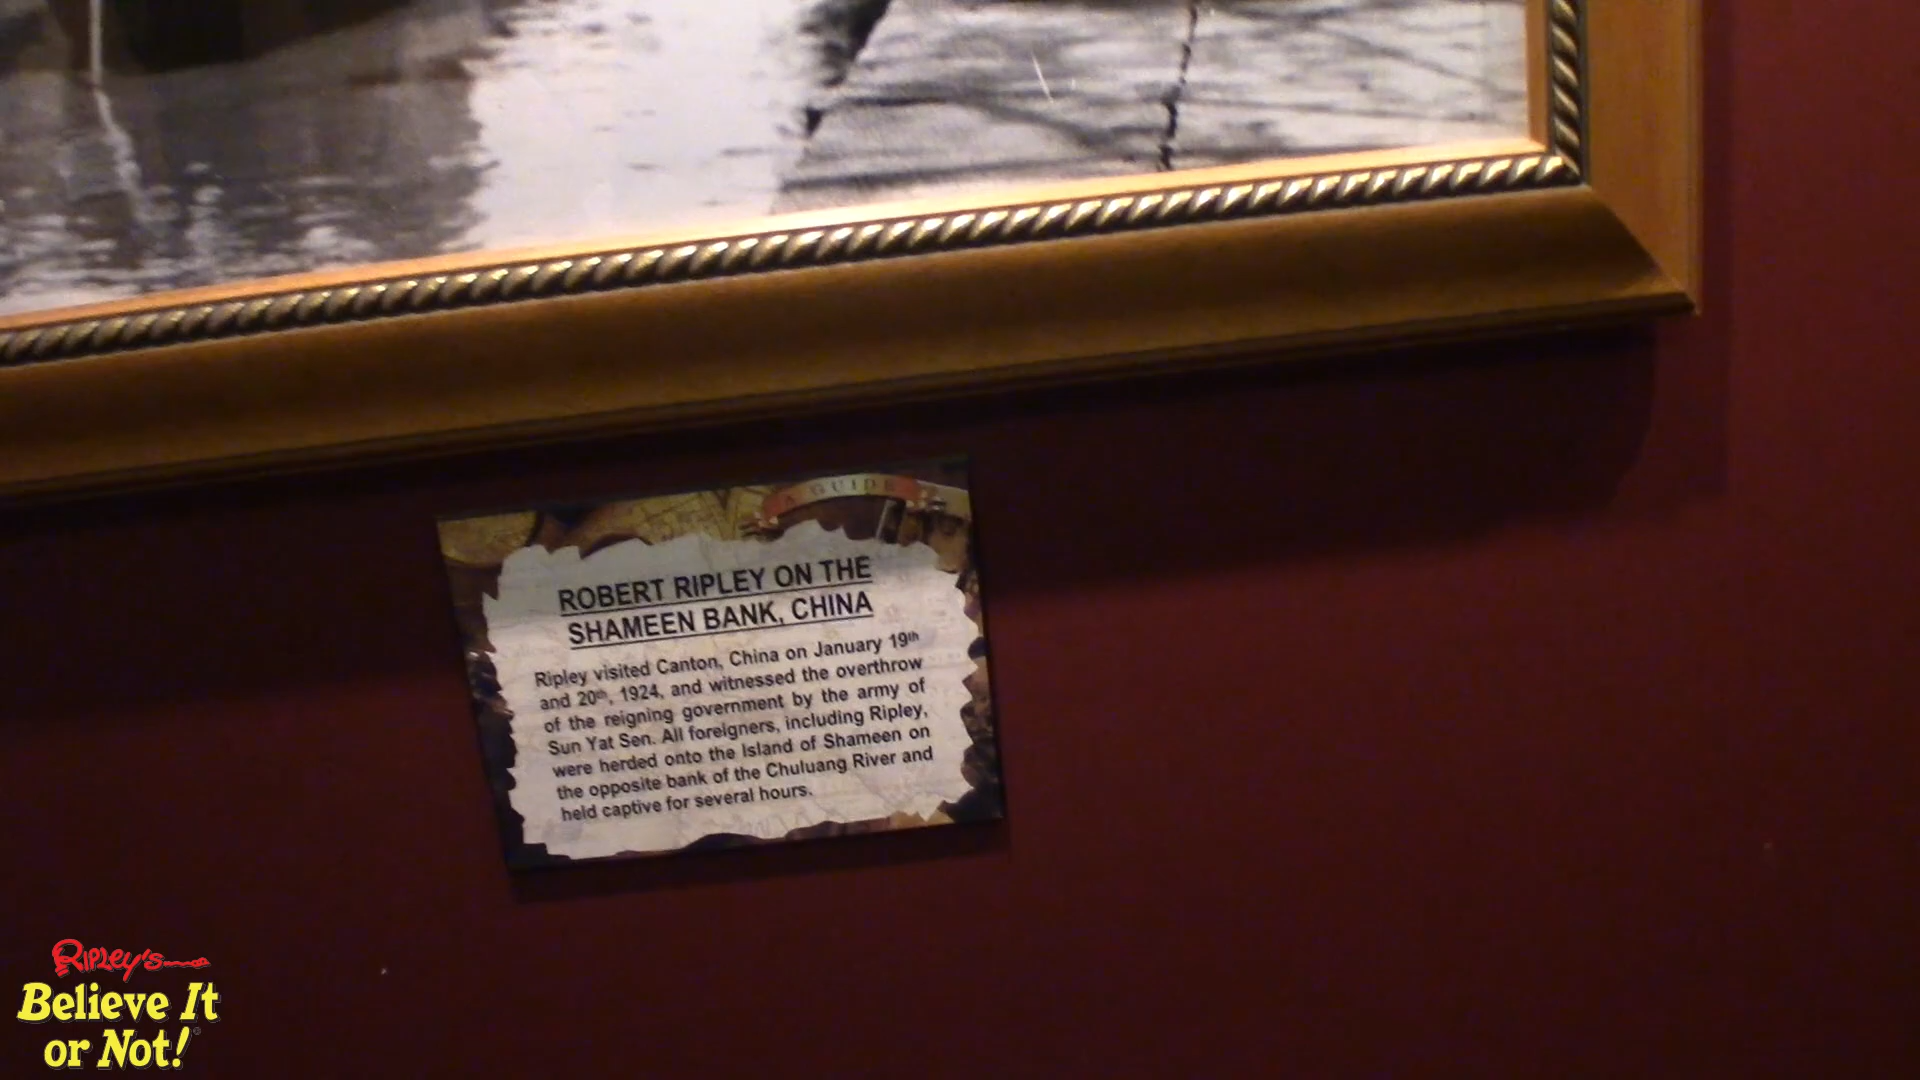 A GUIDE
ROBERT RIPLEY ON THE
SHAMEEN BANK, CHINA
Ripley visited Canton, China on January 19th
and 20th, 1924, and witnessed the overthrow
of the reigning government by the army of
Sun Yat Sen. All foreigners, including Ripley,
were herded onto the Island of Shameen on
the opposite bank of the Chuluang River and
held captive for several hours.
RIPLEY'S
Believe It
or Not!